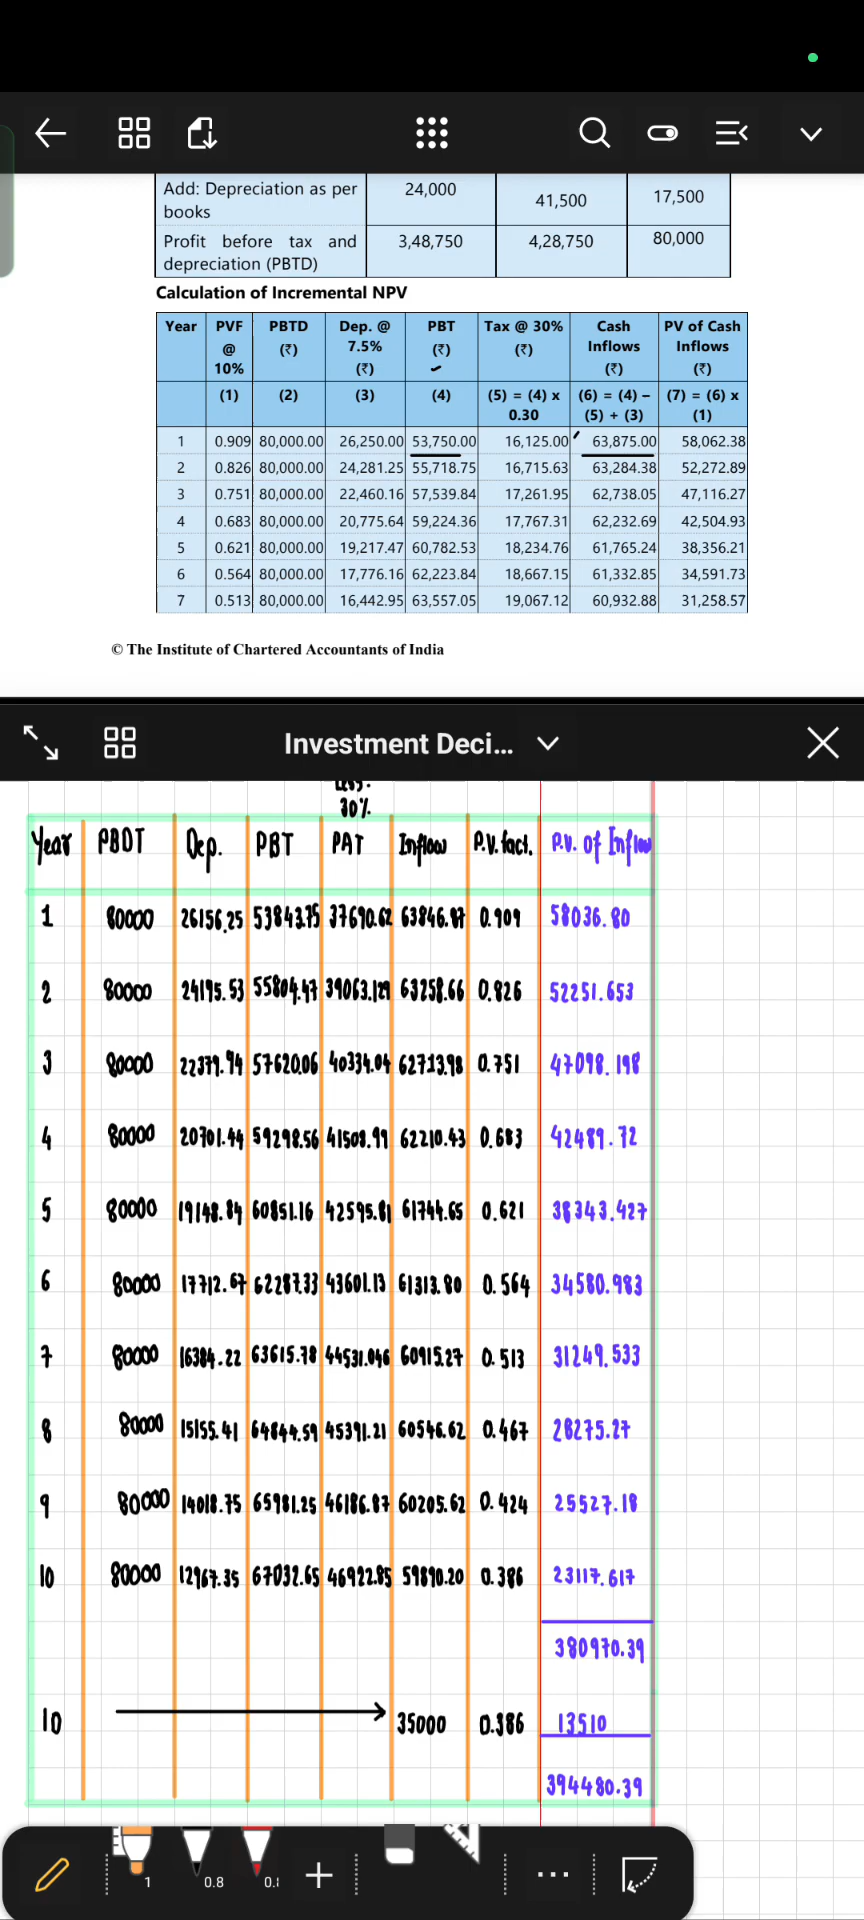 Add: Depreciation as per books 24,000 41,500 17,500
Profit before tax and depreciation (PBTD) 3,48,750 4,28,750 80,000
Calculation of Incremental NPV
Year PVF @ 10% PBTD (₹) Dep. @ 7.5% (₹) PBT (₹) Tax @ 30% (₹) Cash Inflows (₹) PV of Cash Inflows (₹)
(1) (2) (3) (4) (5) = (4) x 0.30 (6) = (4) – (5) + (3) (7) = (6) x (1)
1 0.909 80,000.00 26,250.00 53,750.00 16,125.00 63,875.00 58,062.38
2 0.826 80,000.00 24,281.25 55,718.75 16,715.63 63,284.38 52,272.89
3 0.751 80,000.00 22,460.16 57,539.84 17,261.95 62,738.05 47,116.27
4 0.683 80,000.00 20,775.64 59,224.36 17,767.31 62,232.69 42,504.93
5 0.621 80,000.00 19,217.47 60,782.53 18,234.76 61,765.24 38,356.21
6 0.564 80,000.00 17,776.16 62,223.84 18,667.15 61,332.85 34,591.73
7 0.513 80,000.00 16,442.95 63,557.05 19,067.12 60,932.88 31,258.57
© The Institute of Chartered Accountants of India
Investment Deci...
30%
Year PBDT Dep. PBT PAT Inflow P.V. fact. P.V. of Inflow
1 80000 26156.25 53843.75 37690.62 63846.87 0.909 58036.80
2 80000 24195.53 55804.47 39063.129 63258.66 0.826 52251.653
3 80000 22379.94 57620.06 40334.04 62713.98 0.751 47098.198
4 80000 20701.44 59298.56 41508.99 62210.43 0.683 42489.72
5 80000 19148.84 60851.16 42595.81 61744.65 0.621 38343.427
6 80000 17712.67 62287.33 43601.13 61313.80 0.564 34580.983
7 80000 16384.22 63615.78 44531.046 60915.27 0.513 31249.533
8 80000 15155.41 64844.59 45391.21 60546.62 0.467 28275.27
9 80000 14018.75 65981.25 46186.87 60205.62 0.424 25527.18
10 80000 12967.35 67032.65 46922.85 59890.20 0.386 23117.617
380970.39
10 35000 0.386 13510
394480.39
1 0.8 0.8